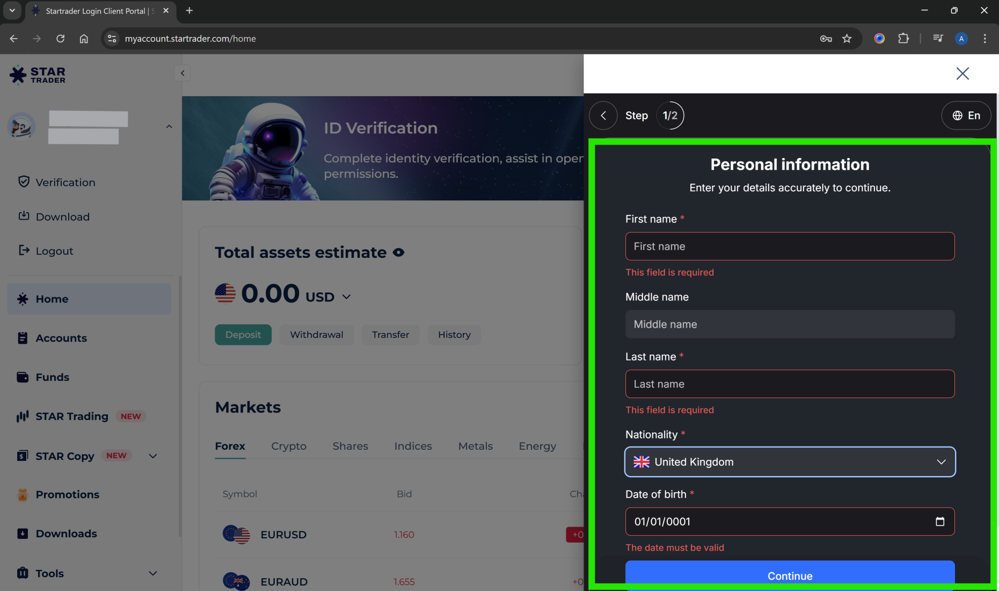 Startrader Login Client Portal | S
myaccount.startrader.com/home
A
STAR
TRADER
Verification
Download
Logout
Home
Accounts
Funds
STAR Trading NEW
STAR Copy NEW
Promotions
Downloads
Tools
ID Verification
Complete identity verification, assist in open
permissions.
Total assets estimate
0.00 USD
Deposit Withdrawal Transfer History
Markets
Forex Crypto Shares Indices Metals Energy
Symbol Bid Cha
EURUSD 1.160 +0
EURAUD 1.655 +0
Step 1/2
En
Personal information
Enter your details accurately to continue.
First name *
First name
This field is required
Middle name
Middle name
Last name *
Last name
This field is required
Nationality *
United Kingdom
Date of birth *
01/01/0001
The date must be valid
Continue